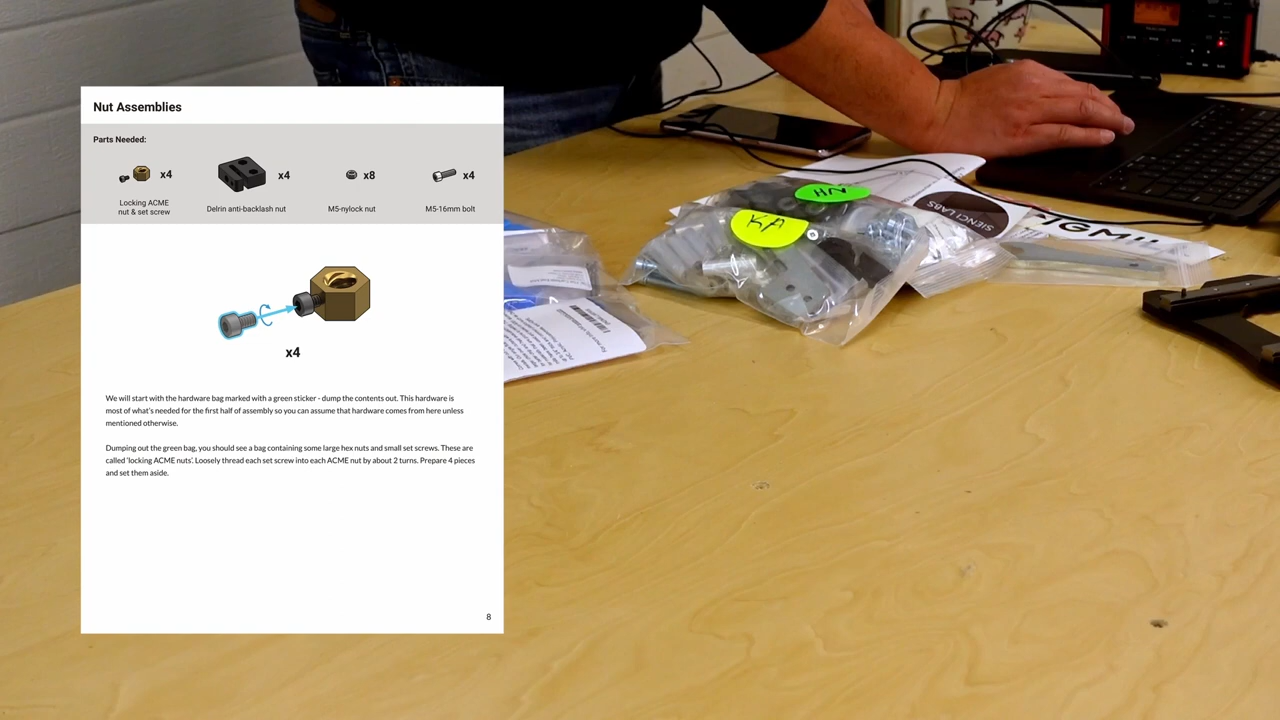 Nut Assemblies
Parts Needed:
x4
x4
x8
x4
Locking ACME
nut & set screw
Delrin anti-backlash nut
M5-nylock nut
M5-16mm bolt
x4
We will start with the hardware bag marked with a green sticker - dump the contents out. This hardware is
most of what's needed for the first half of assembly so you can assume that hardware comes from here unless
mentioned otherwise.
Dumping out the green bag, you should see a bag containing some large hex nuts and small set screws. These are
called 'locking ACME nuts'. Loosely thread each set screw into each ACME nut by about 2 turns. Prepare 4 pieces
and set them aside.
8
HN
KA
SIENCI LABS